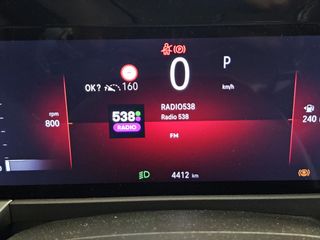 0
P
km/h
OK? 160
rpm
800
538
RADIO
RADIO538
Radio 538
FM
240
4412 km